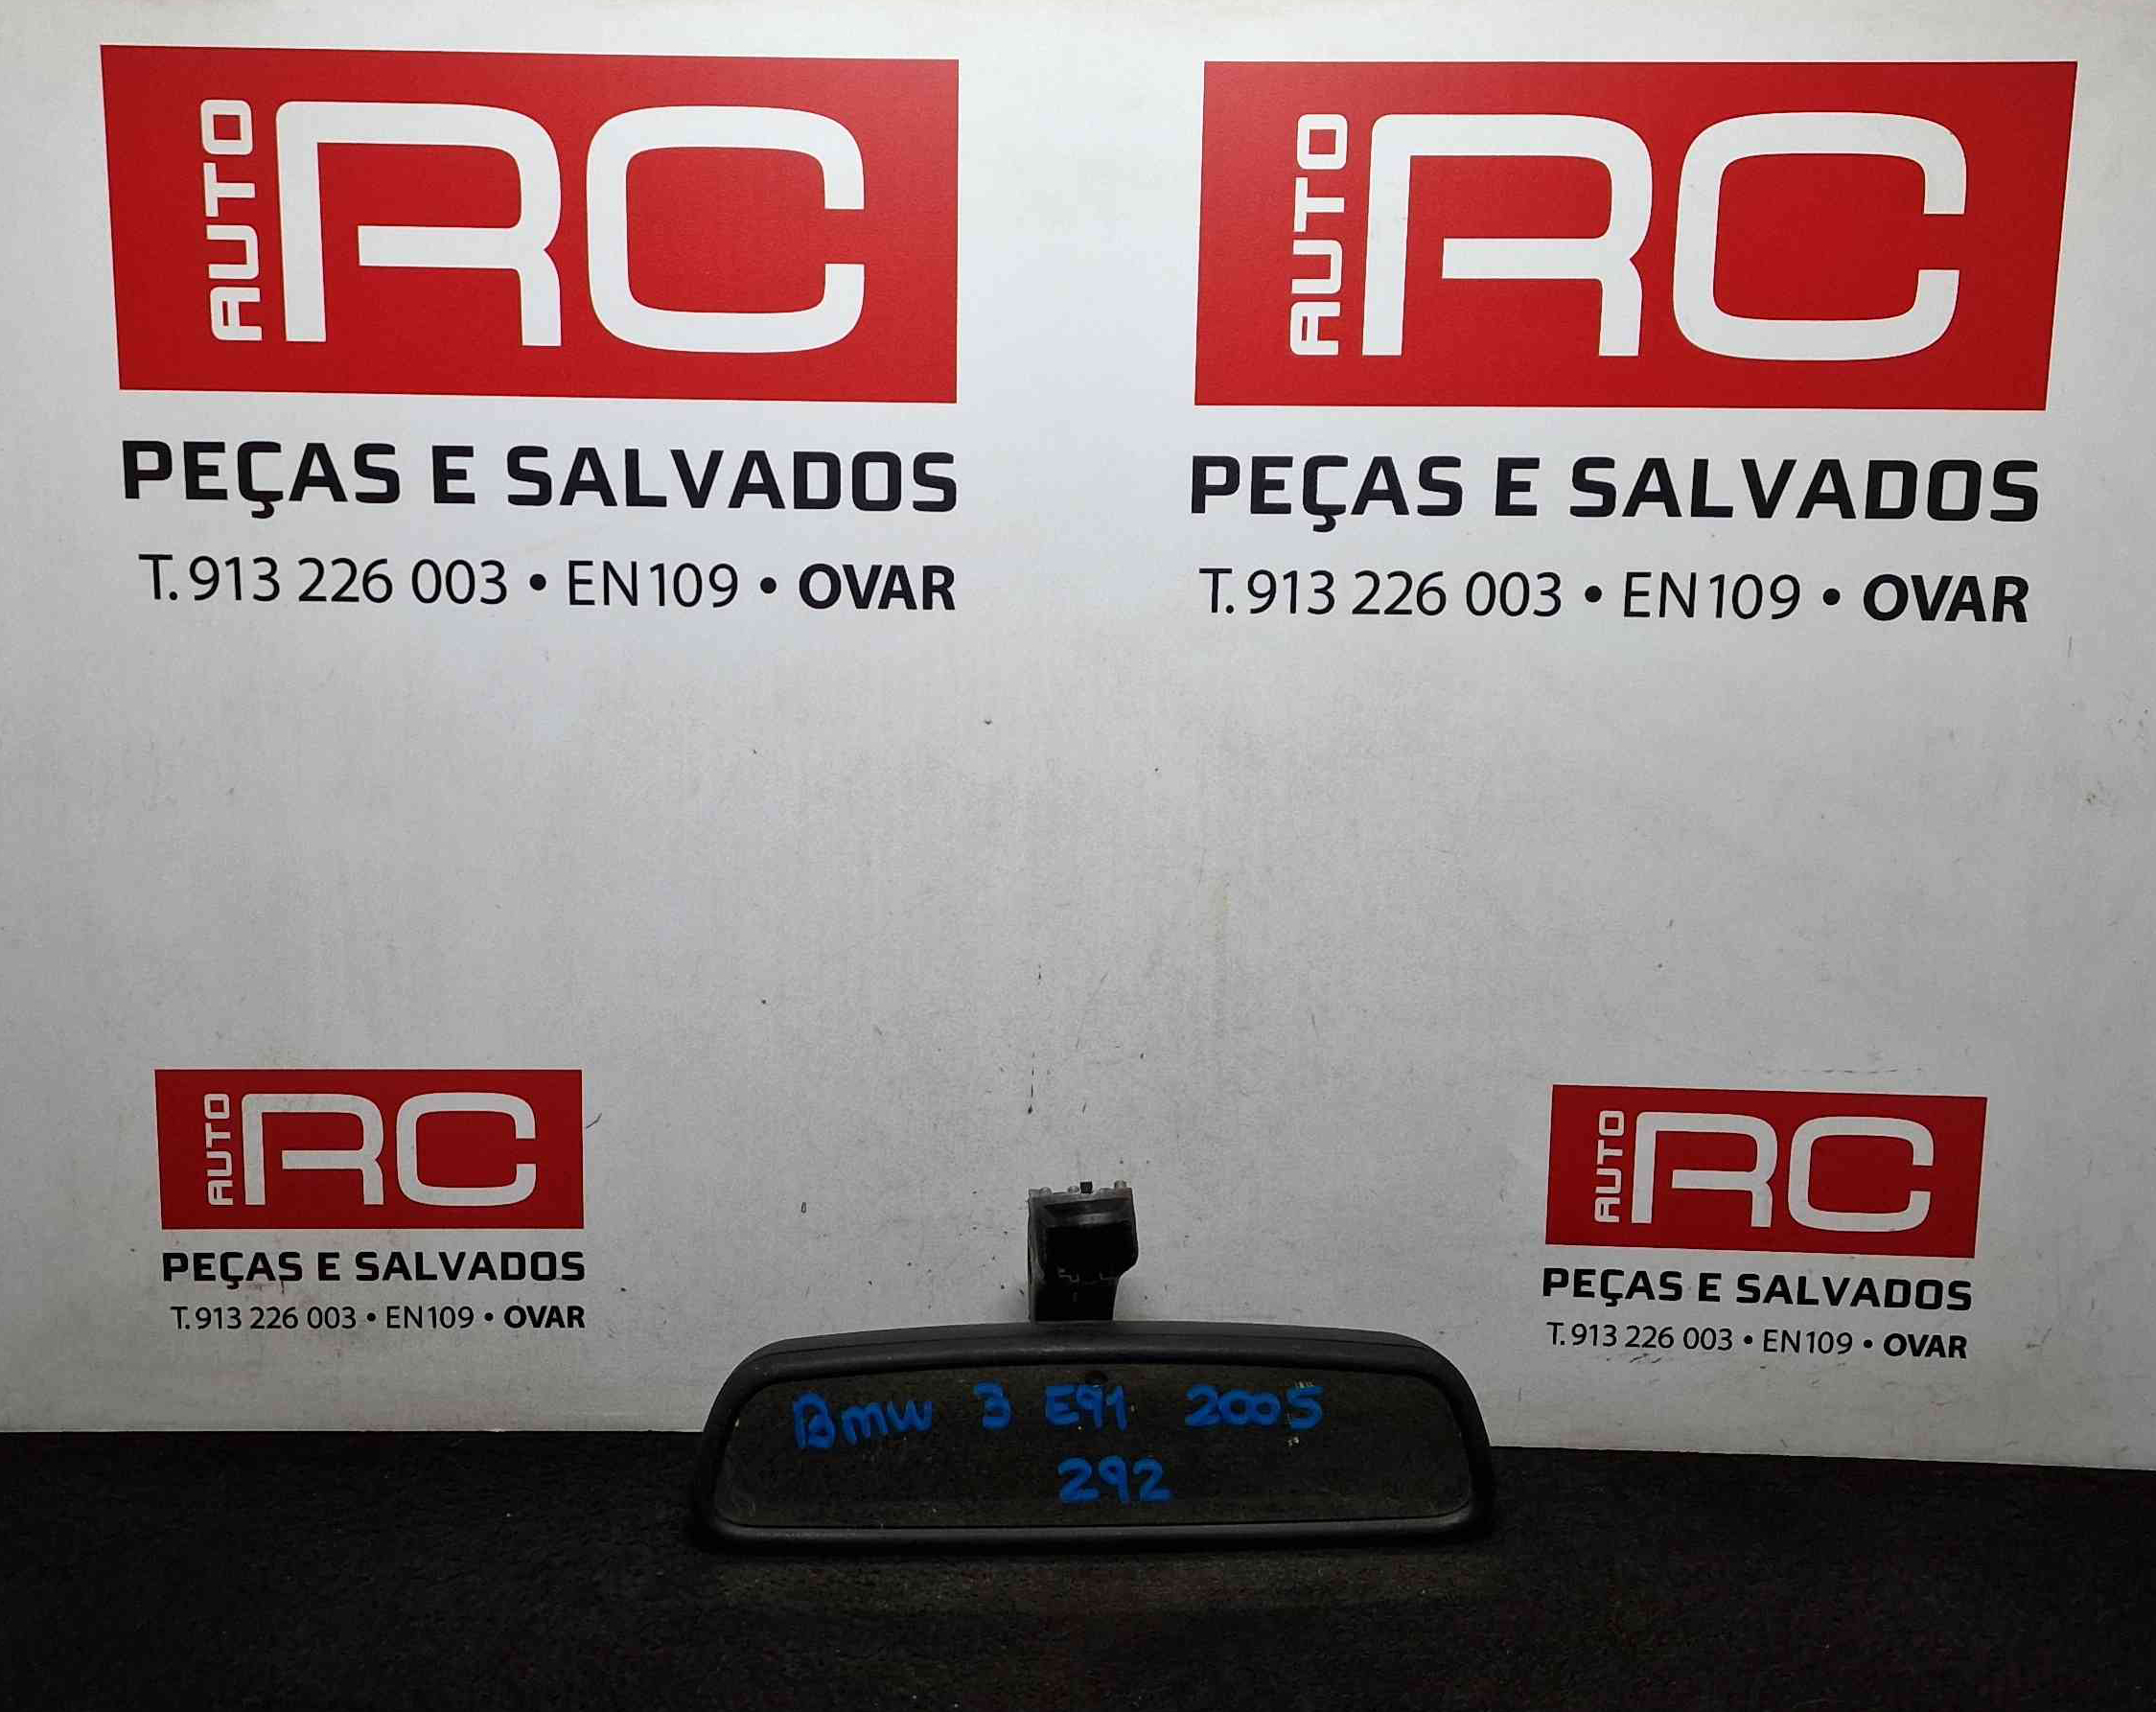 AUTO RC
PEÇAS E SALVADOS
T. 913 226 003 • EN109 • OVAR
AUTO RC
PEÇAS E SALVADOS
T. 913 226 003 • EN109 • OVAR
AUTO RC
PEÇAS E SALVADOS
T. 913 226 003 • EN109 • OVAR
AUTO RC
PEÇAS E SALVADOS
T. 913 226 003 • EN109 • OVAR
Bmw 3 E91 2005
292